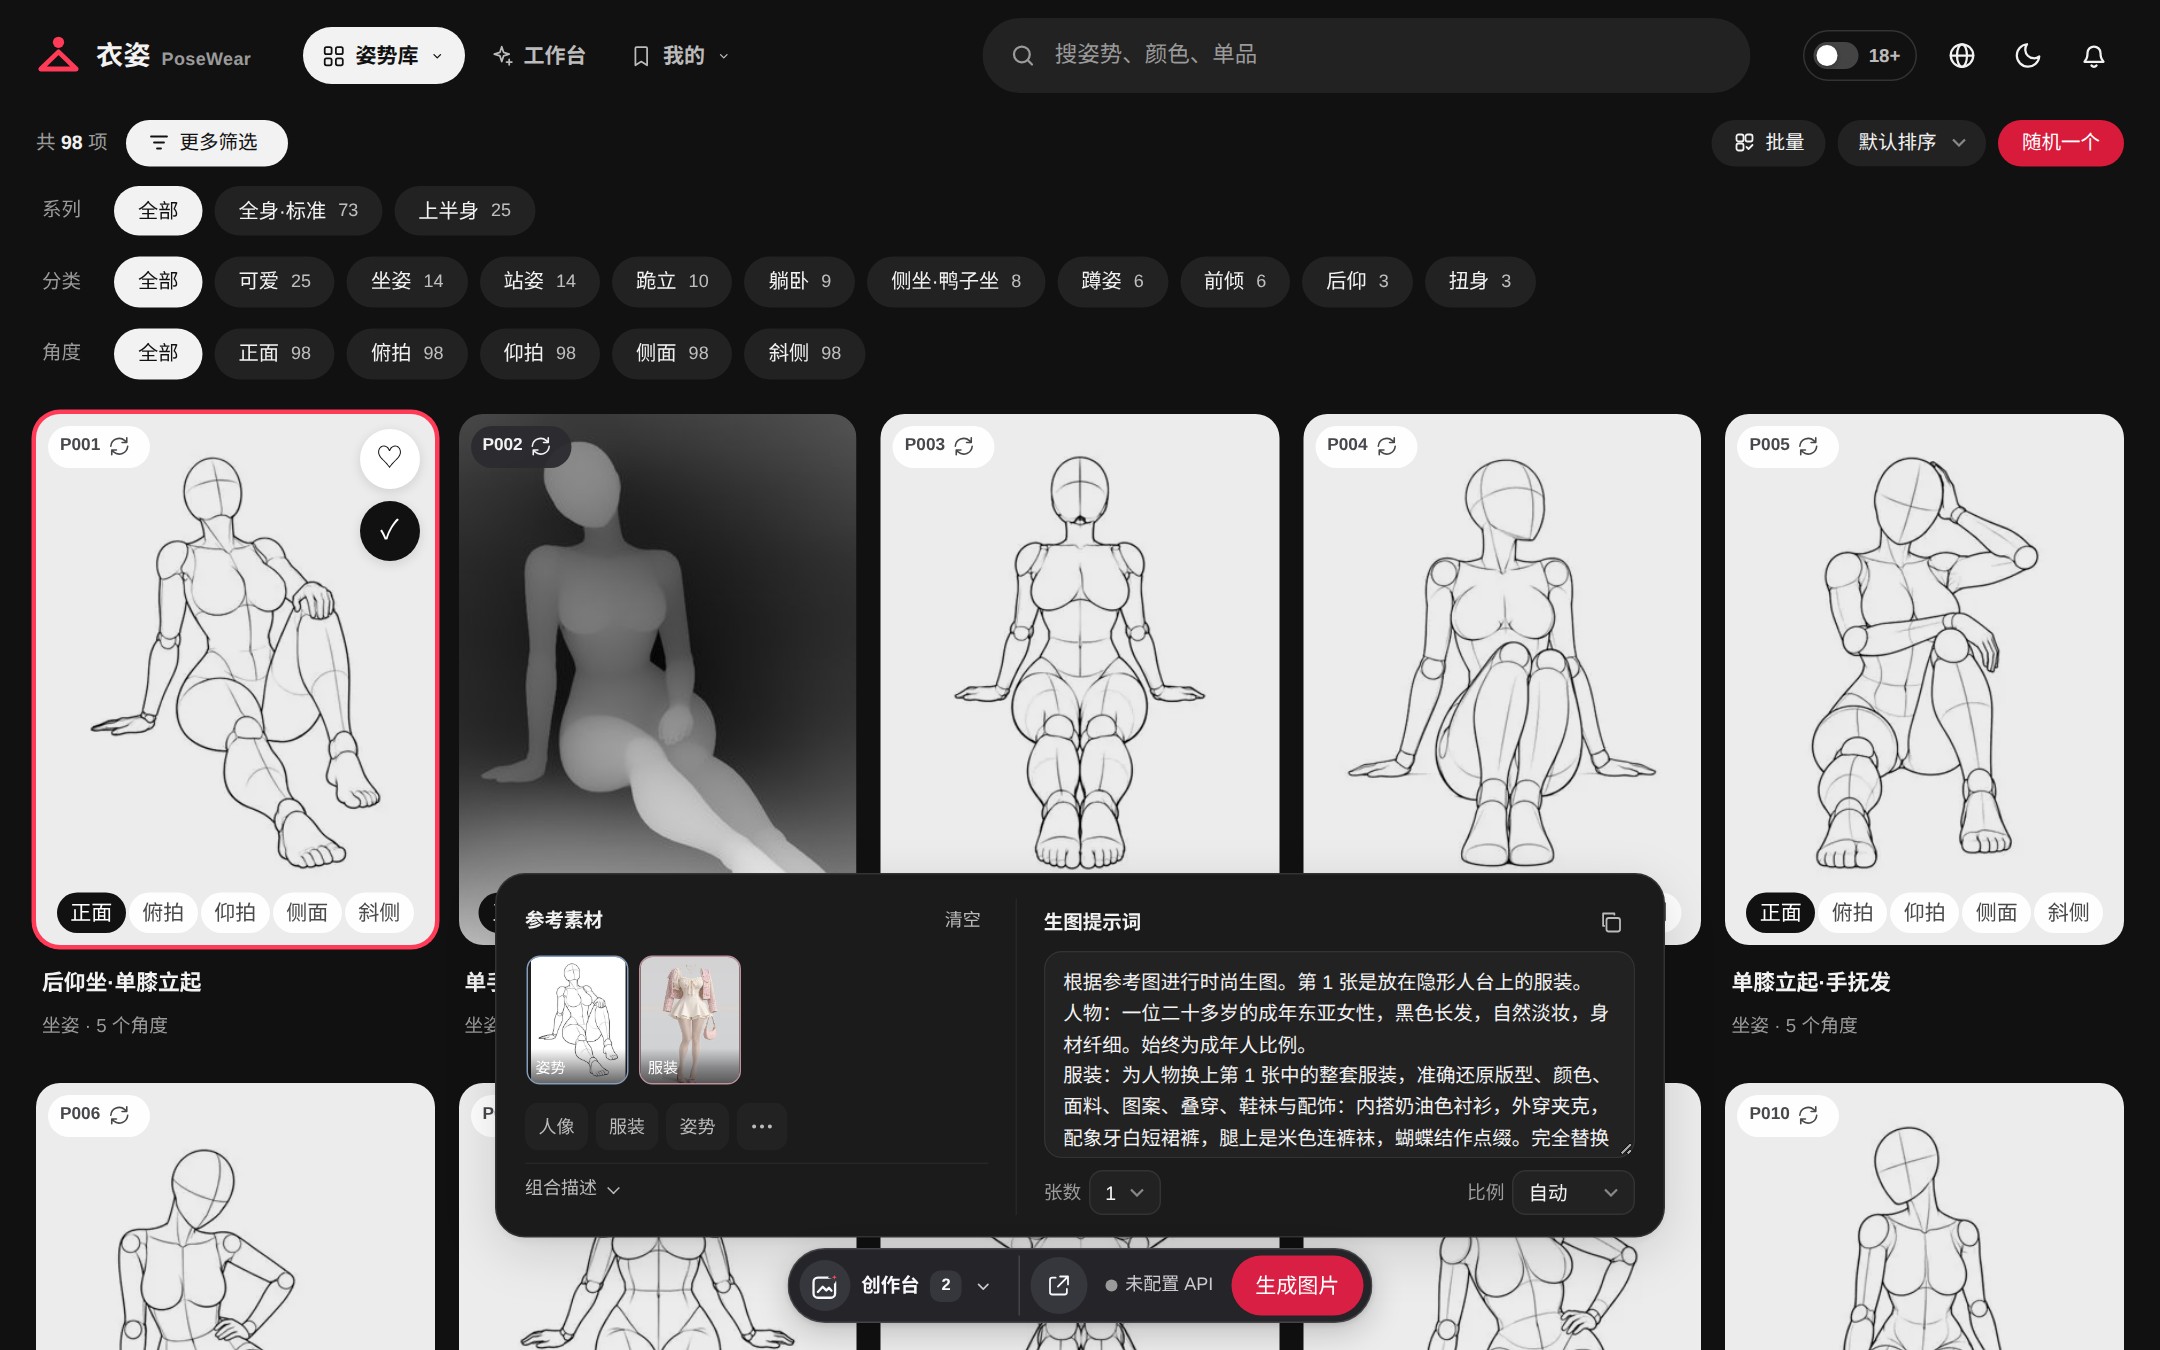 衣姿 PoseWear
姿势库
工作台
我的
搜姿势、颜色、单品
18+
共 98 项
更多筛选
批量
默认排序
随机一个
系列
全部
全身·标准 73
上半身 25
分类
全部
可爱 25
坐姿 14
站姿 14
跪立 10
躺卧 9
侧坐·鸭子坐 8
蹲姿 6
前倾 6
后仰 3
扭身 3
角度
全部
正面 98
俯拍 98
仰拍 98
侧面 98
斜侧 98
P001
P002
P003
P004
P005
正面
俯拍
仰拍
侧面
斜侧
正面
俯拍
仰拍
侧面
斜侧
后仰坐·单膝立起
坐姿 · 5 个角度
单膝立起·手抚发
坐姿 · 5 个角度
参考素材
清空
姿势
服装
人像
服装
姿势
组合描述
生图提示词
根据参考图进行时尚生图。第 1 张是放在隐形人台上的服装。
人物：一位二十多岁的成年东亚女性，黑色长发，自然淡妆，身
材纤细。始终为成年人比例。
服装：为人物换上第 1 张中的整套服装，准确还原版型、颜色、
面料、图案、叠穿、鞋袜与配饰：内搭奶油色衬衫，外穿夹克，
配象牙白短裙裤，腿上是米色连裤袜，蝴蝶结作点缀。完全替换
张数
1
比例
自动
P006
P010
创作台 2
未配置 API
生成图片